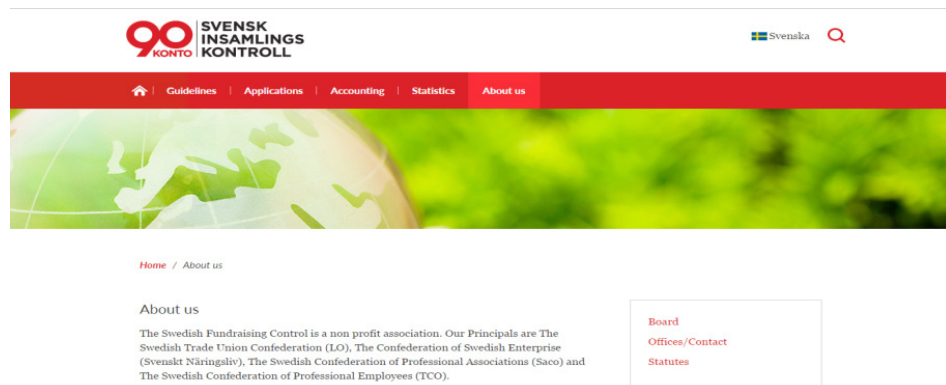 90 KONTO
SVENSK
INSAMLINGS
KONTROLL
Svenska
Guidelines | Applications | Accounting | Statistics | About us
Home / About us
About us
The Swedish Fundraising Control is a non profit association. Our Principals are The
Swedish Trade Union Confederation (LO), The Confederation of Swedish Enterprise
(Svenskt Näringsliv), The Swedish Confederation of Professional Associations (Saco) and
The Swedish Confederation of Professional Employees (TCO).
Board
Offices/Contact
Statutes